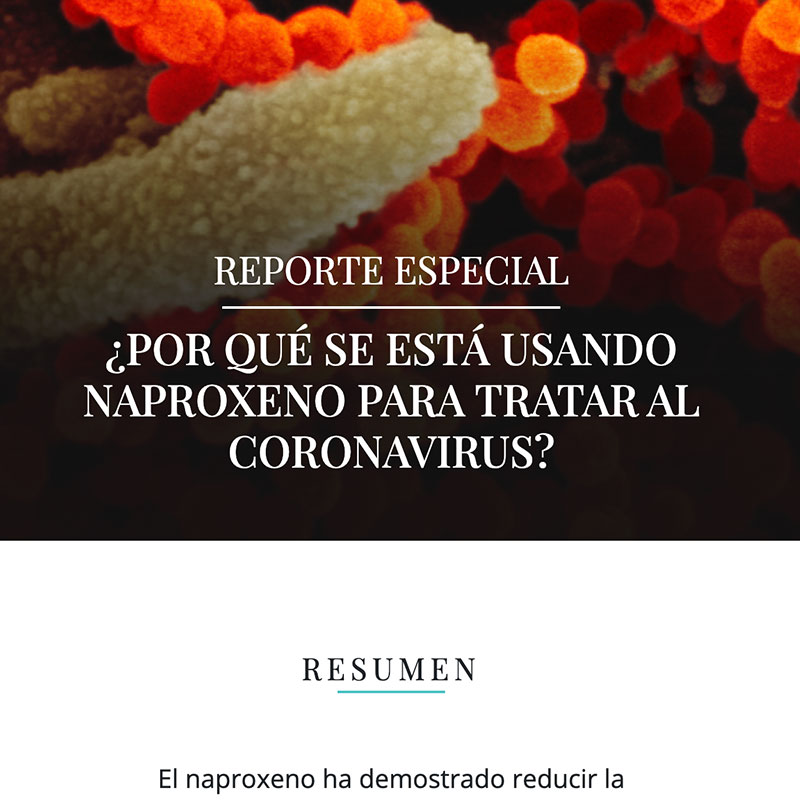 REPORTE ESPECIAL
¿POR QUÉ SE ESTÁ USANDO
NAPROXENO PARA TRATAR AL
CORONAVIRUS?
RESUMEN
El naproxeno ha demostrado reducir la